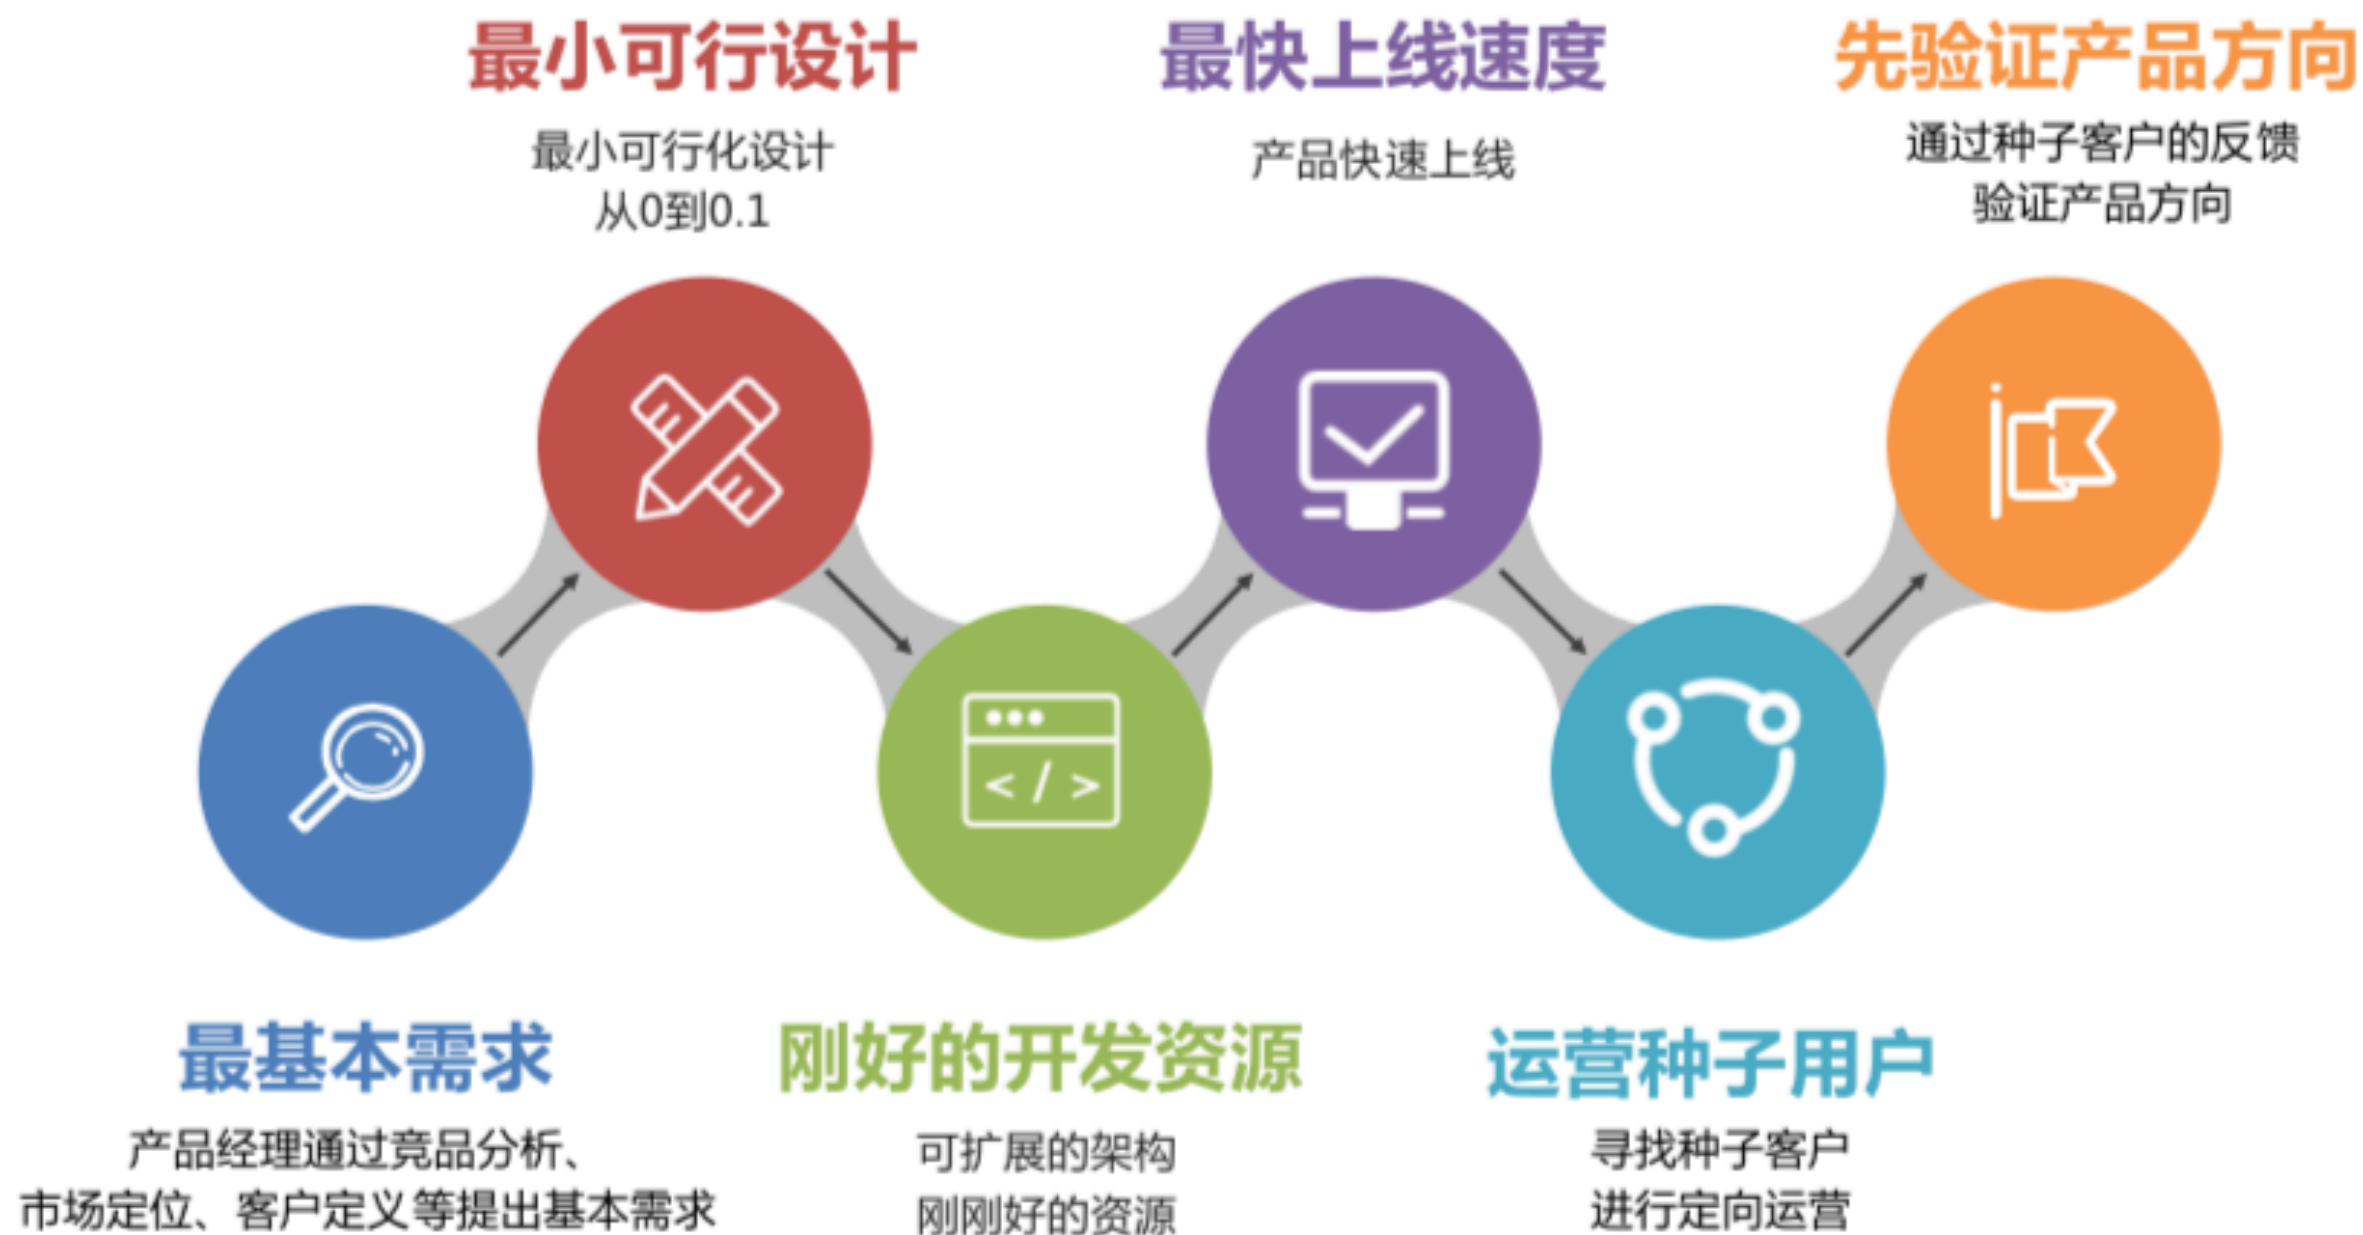 最小可行设计
最小可行化设计
从0到0.1
最快上线速度
产品快速上线
先验证产品方向
通过种子客户的反馈
验证产品方向
</>
最基本需求
产品经理通过竞品分析、
市场定位、客户定义等提出基本需求
刚好的开发资源
可扩展的架构
刚刚好的资源
运营种子用户
寻找种子客户
进行定向运营